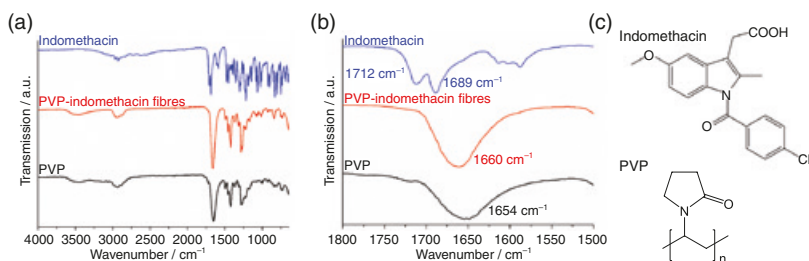 (a)
Indomethacin
PVP-indomethacin fibres
PVP
Transmission / a.u.
4000 3500 3000 2500 2000 1500 1000
Wavenumber / cm⁻¹
(b)
Indomethacin
1712 cm⁻¹
1689 cm⁻¹
PVP-indomethacin fibres
1660 cm⁻¹
PVP
1654 cm⁻¹
Transmission / a.u.
1800 1750 1700 1650 1600 1550 1500
Wavenumber / cm⁻¹
(c)
Indomethacin
COOH
O
N
O
Cl
PVP
N
O
n